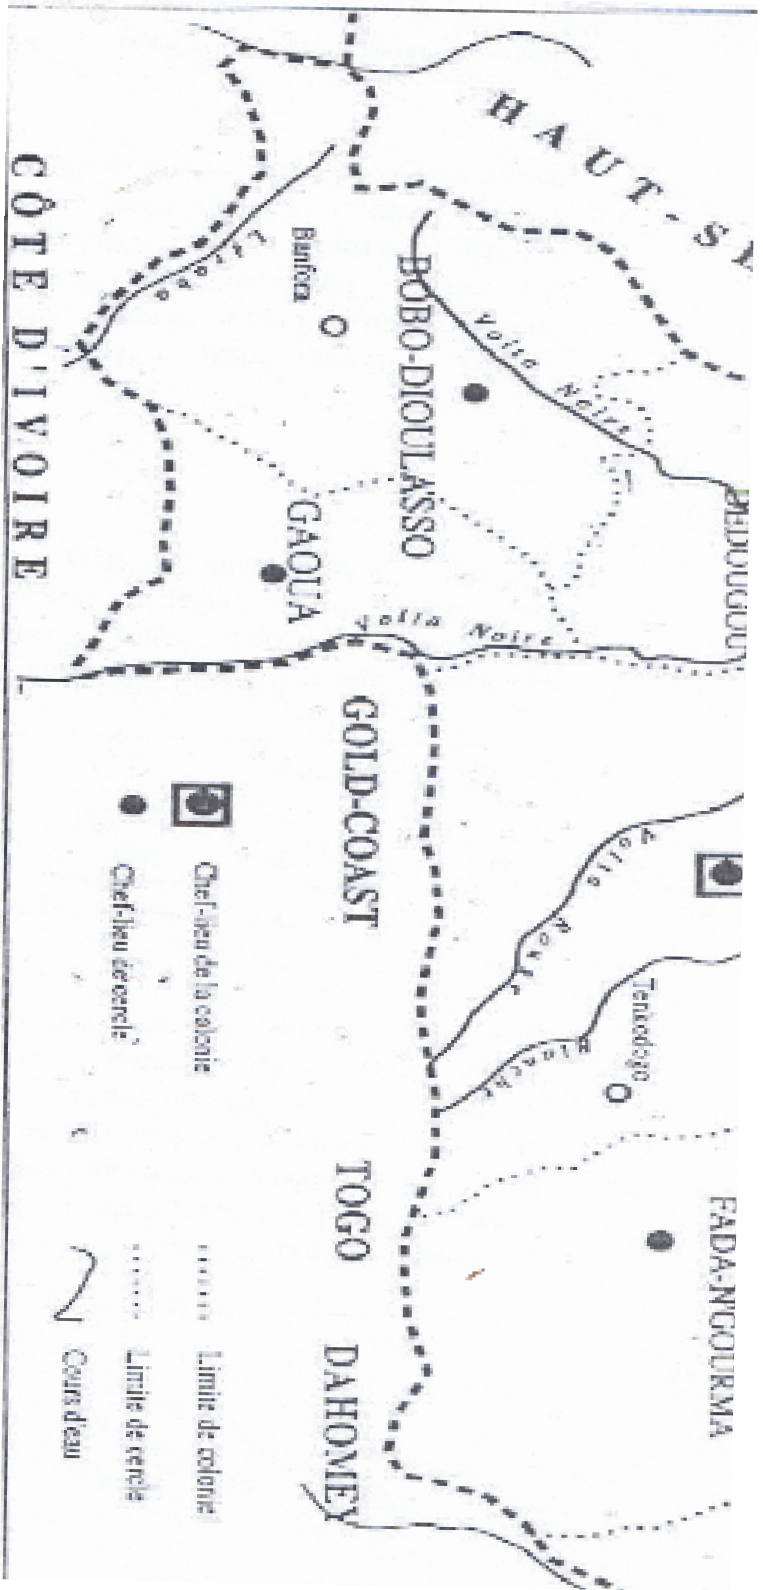 HAUT-SE
BOBO-DIOULASSO
Banfora
Volta Noire
DEDOUGOU
GAOUA
Volta Noire
Volta Rouge
Blanche
Tenkodogo
FADA-N'GOURMA
CÔTE D'IVOIRE
GOLD-COAST
TOGO
DAHOMEY
Chef-lieu de la colonie
Chef-lieu de cercle
Limite de colonie
Limite de cercle
Cours d'eau